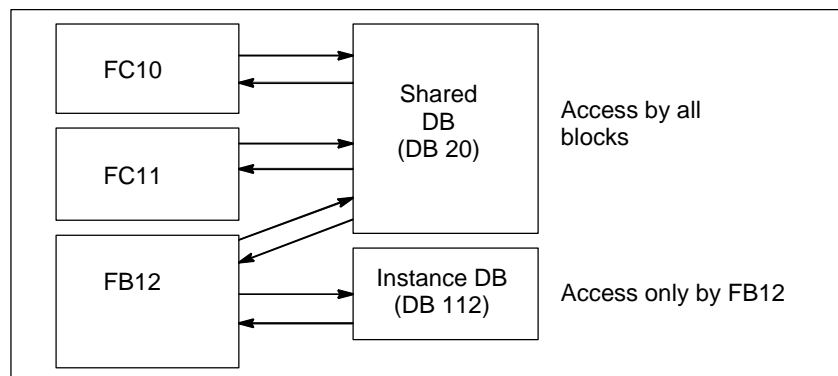 FC10
Shared
DB
(DB 20)
Access by all
blocks
FC11
FB12
Instance DB
(DB 112)
Access only by FB12